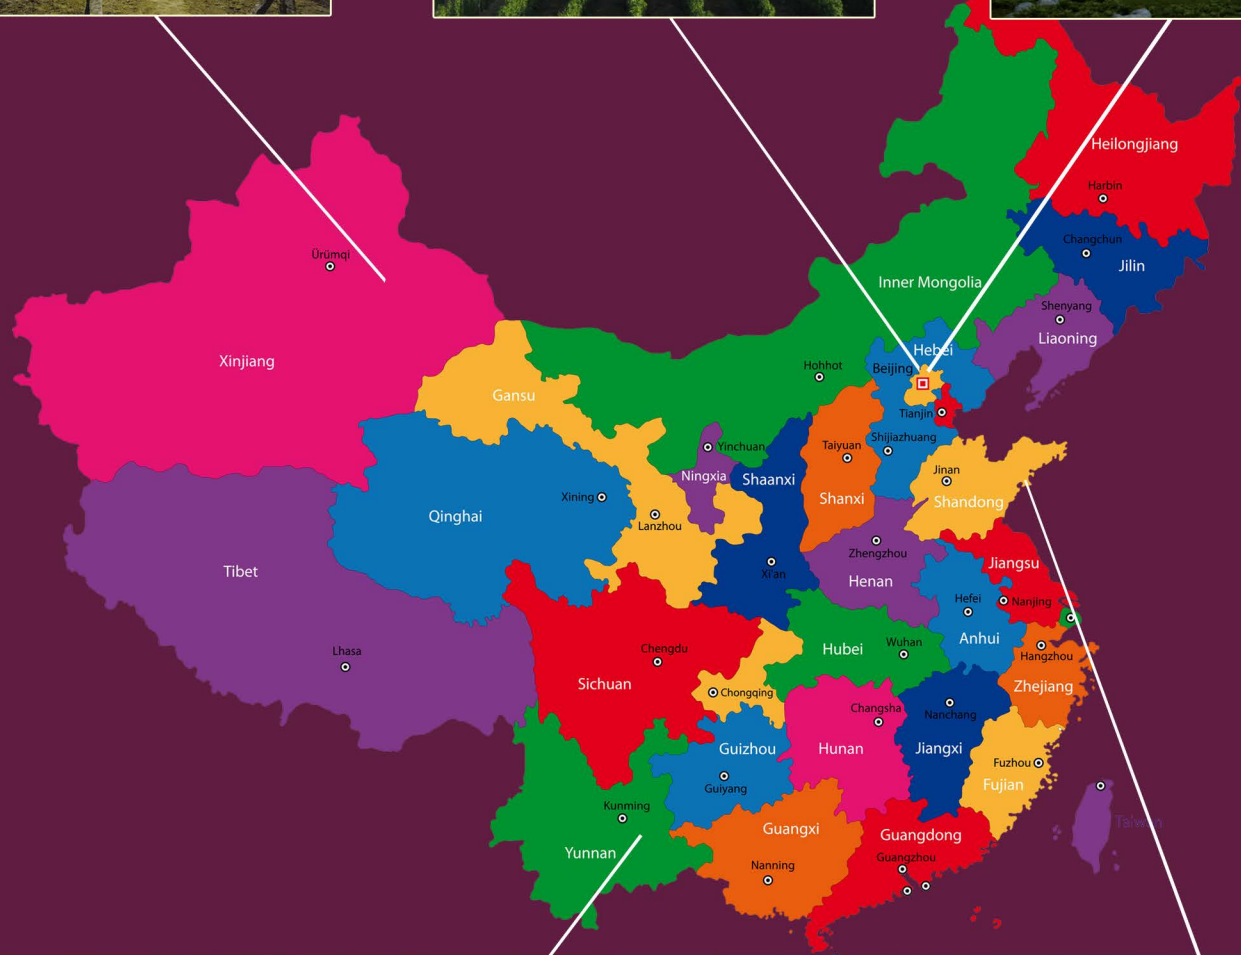 Heilongjiang
Harbin
Changchun
Jilin
Ürümqi
Inner Mongolia
Shenyang
Liaoning
Hebei
Xinjiang
Hohhot
Beijing
Gansu
Tianjin
Yinchuan
Taiyuan
Shijiazhuang
Ningxia
Shaanxi
Jinan
Xining
Shanxi
Shandong
Qinghai
Lanzhou
Zhengzhou
Jiangsu
Tibet
Xi'an
Henan
Hefei
Nanjing
Anhui
Lhasa
Chengdu
Hubei
Wuhan
Hangzhou
Sichuan
Zhejiang
Chongqing
Changsha
Nanchang
Guizhou
Hunan
Jiangxi
Fuzhou
Guiyang
Fujian
Kunming
Taiwan
Guangxi
Guangdong
Yunnan
Guangzhou
Nanning